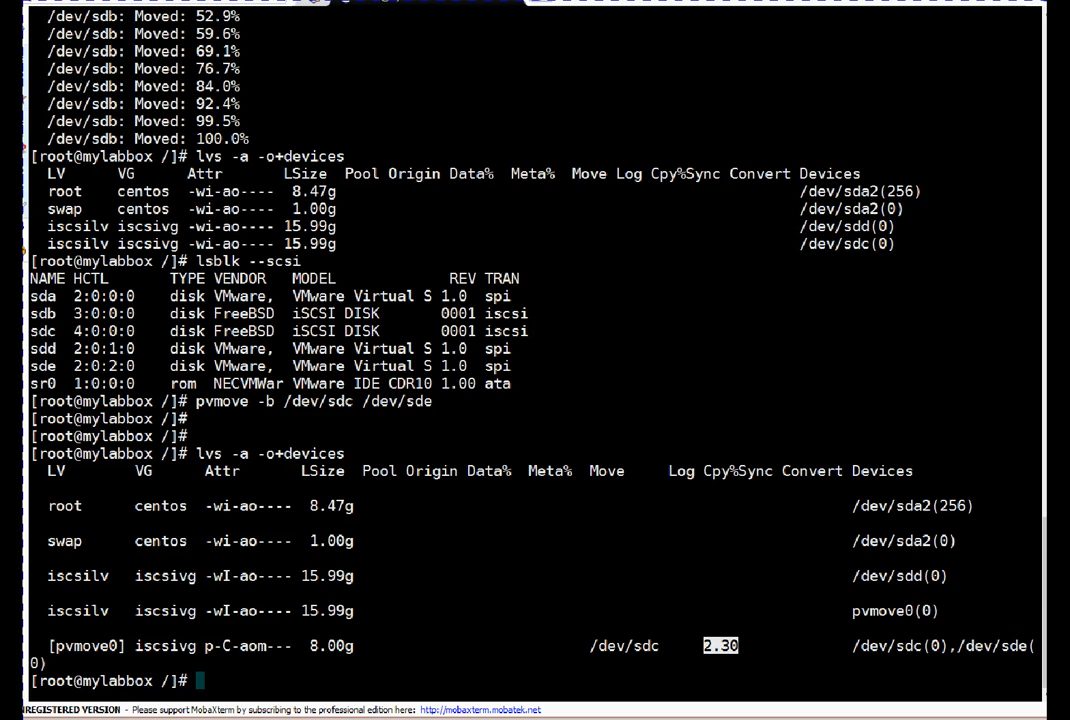 /dev/sdb: Moved: 52.9%
/dev/sdb: Moved: 59.6%
/dev/sdb: Moved: 69.1%
/dev/sdb: Moved: 76.7%
/dev/sdb: Moved: 84.0%
/dev/sdb: Moved: 92.4%
/dev/sdb: Moved: 99.5%
/dev/sdb: Moved: 100.0%
[root@mylabbox /]# lvs -a -o+devices
LV VG Attr LSize Pool Origin Data% Meta% Move Log Cpy%Sync Convert Devices
root centos -wi-ao---- 8.47g /dev/sda2(256)
swap centos -wi-ao---- 1.00g /dev/sda2(0)
iscsilv iscsivg -wi-ao---- 15.99g /dev/sdd(0)
iscsilv iscsivg -wi-ao---- 15.99g /dev/sdc(0)
[root@mylabbox /]# lsblk --scsi
NAME HCTL TYPE VENDOR MODEL REV TRAN
sda 2:0:0:0 disk VMware, VMware Virtual S 1.0 spi
sdb 3:0:0:0 disk FreeBSD iSCSI DISK 0001 iscsi
sdc 4:0:0:0 disk FreeBSD iSCSI DISK 0001 iscsi
sdd 2:0:1:0 disk VMware, VMware Virtual S 1.0 spi
sde 2:0:2:0 disk VMware, VMware Virtual S 1.0 spi
sr0 1:0:0:0 rom NECVMWar VMware IDE CDR10 1.00 ata
[root@mylabbox /]# pvmove -b /dev/sdc /dev/sde
[root@mylabbox /]#
[root@mylabbox /]#
[root@mylabbox /]# lvs -a -o+devices
LV VG Attr LSize Pool Origin Data% Meta% Move Log Cpy%Sync Convert Devices
root centos -wi-ao---- 8.47g /dev/sda2(256)
swap centos -wi-ao---- 1.00g /dev/sda2(0)
iscsilv iscsivg -wI-ao---- 15.99g /dev/sdd(0)
iscsilv iscsivg -wI-ao---- 15.99g pvmove0(0)
[pvmove0] iscsivg p-C-aom--- 8.00g /dev/sdc 2.30 /dev/sdc(0),/dev/sde(
0)
[root@mylabbox /]#
NREGISTERED VERSION - Please support MobaXterm by subscribing to the professional edition here: http://mobaxterm.mobatek.net